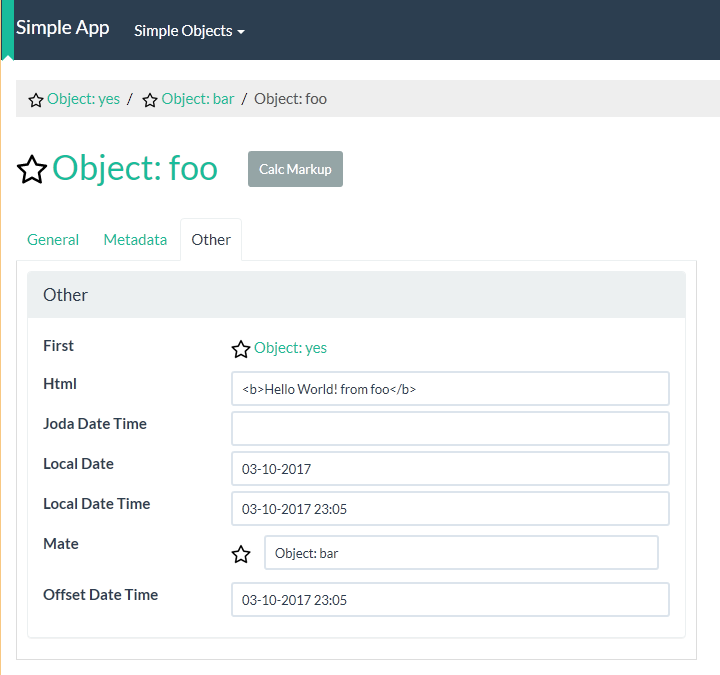 Simple App Simple Objects
Object: yes / Object: bar / Object: foo
Object: foo Calc Markup
General Metadata Other
Other
First Object: yes
Html <b>Hello World! from foo</b>
Joda Date Time
Local Date 03-10-2017
Local Date Time 03-10-2017 23:05
Mate Object: bar
Offset Date Time 03-10-2017 23:05